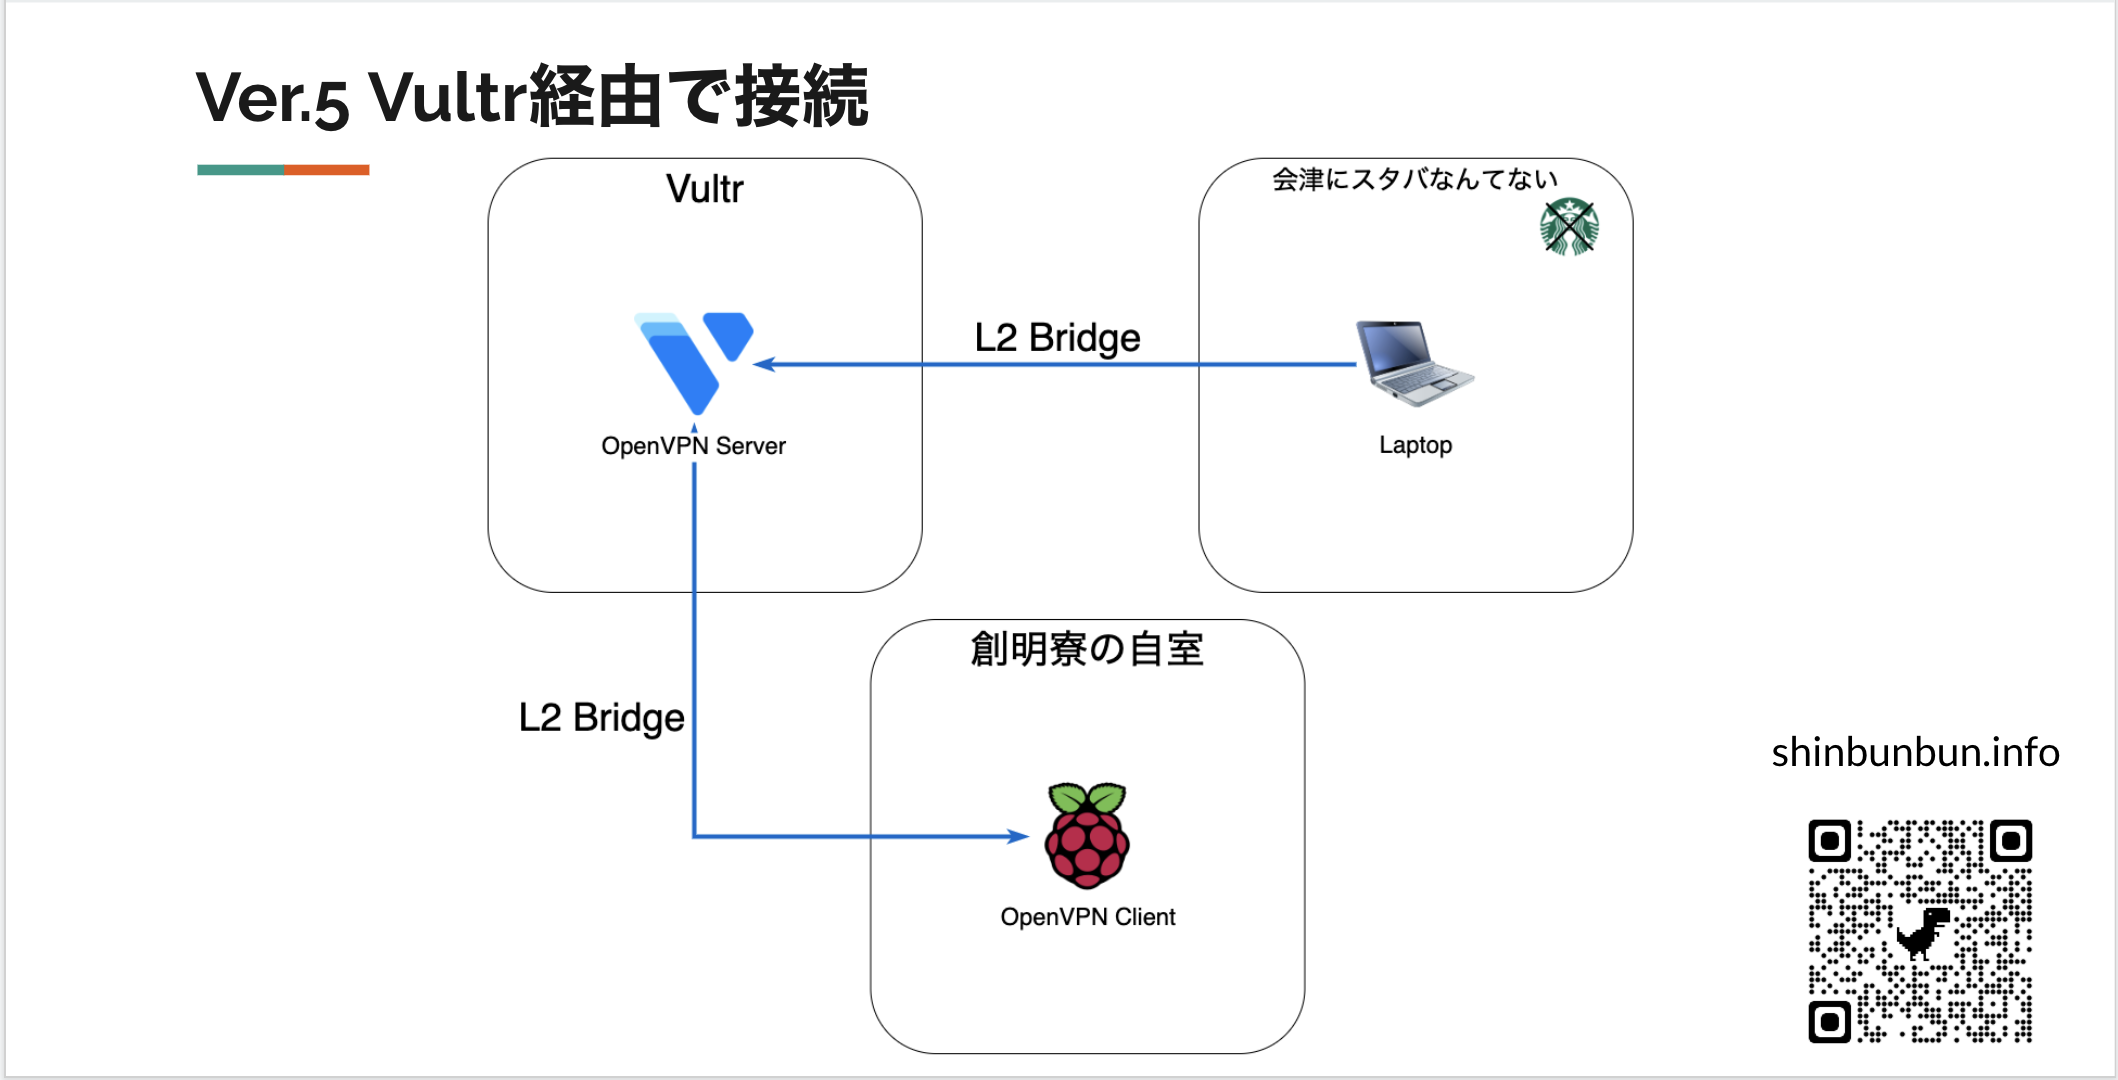 Ver.5 Vultr経由で接続
Vultr
会津にスタバなんてない
L2 Bridge
OpenVPN Server
Laptop
創明寮の自室
L2 Bridge
OpenVPN Client
shinbunbun.info